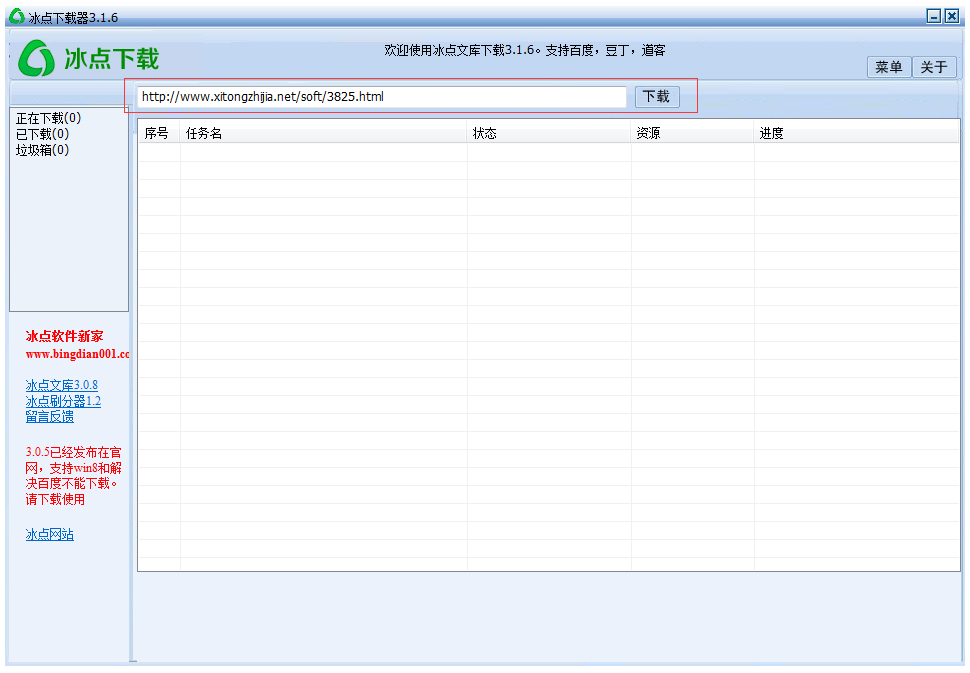 冰点下载器3.1.6
冰点下载
欢迎使用冰点文库下载3.1.6。支持百度，豆丁，道客
菜单 关于
http://www.xitongzhijia.net/soft/3825.html 下载
正在下载(0)
已下载(0)
垃圾箱(0)
序号 任务名 状态 资源 进度
冰点软件新家
www.bingdian001.co
冰点文库3.0.8
冰点刷分器1.2
留言反馈
3.0.5已经发布在官
网，支持win8和解
决百度不能下载。
请下载使用
冰点网站